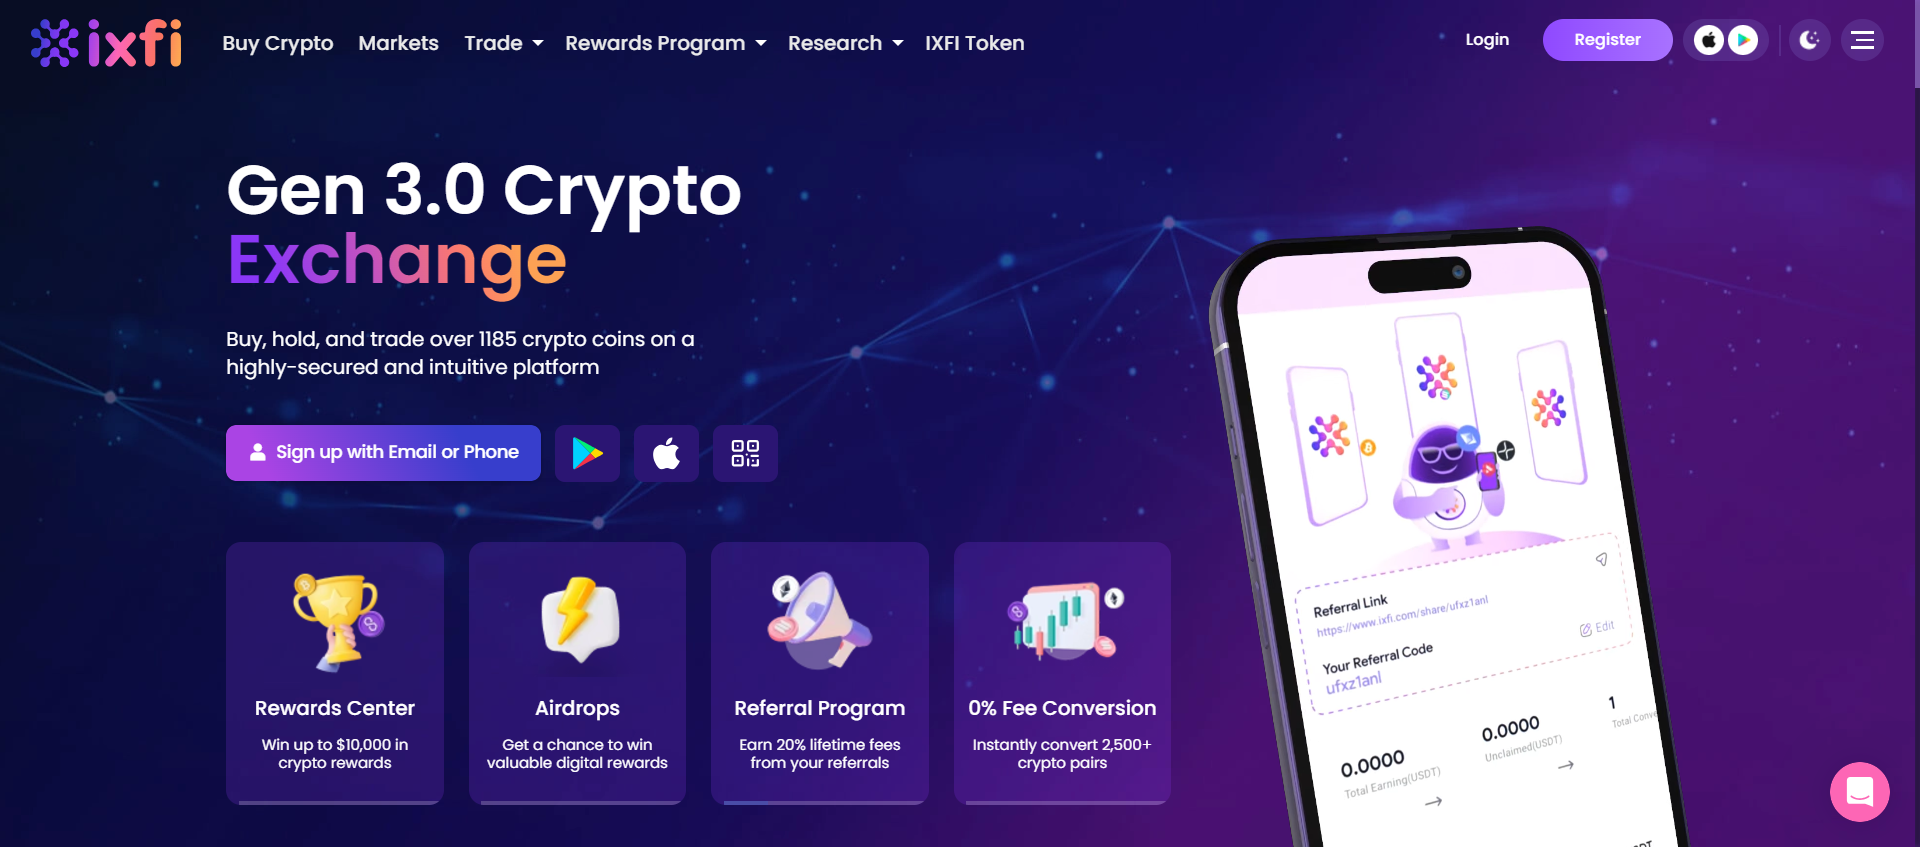 ixfi
Buy Crypto
Markets
Trade
Rewards Program
Research
IXFI Token
Login
Register
Gen 3.0 Crypto
Exchange
Buy, hold, and trade over 1185 crypto coins on a
highly-secured and intuitive platform
Sign up with Email or Phone
Rewards Center
Win up to $10,000 in
crypto rewards
Airdrops
Get a chance to win
valuable digital rewards
Referral Program
Earn 20% lifetime fees
from your referrals
0% Fee Conversion
Instantly convert 2,500+
crypto pairs
Referral Link
https://www.ixfi.com/share/ufxz1anl
Edit
Your Referral Code
ufxz1anl
0.0000
Total Earning(USDT)
0.0000
Unclaimed(USDT)
1
Total